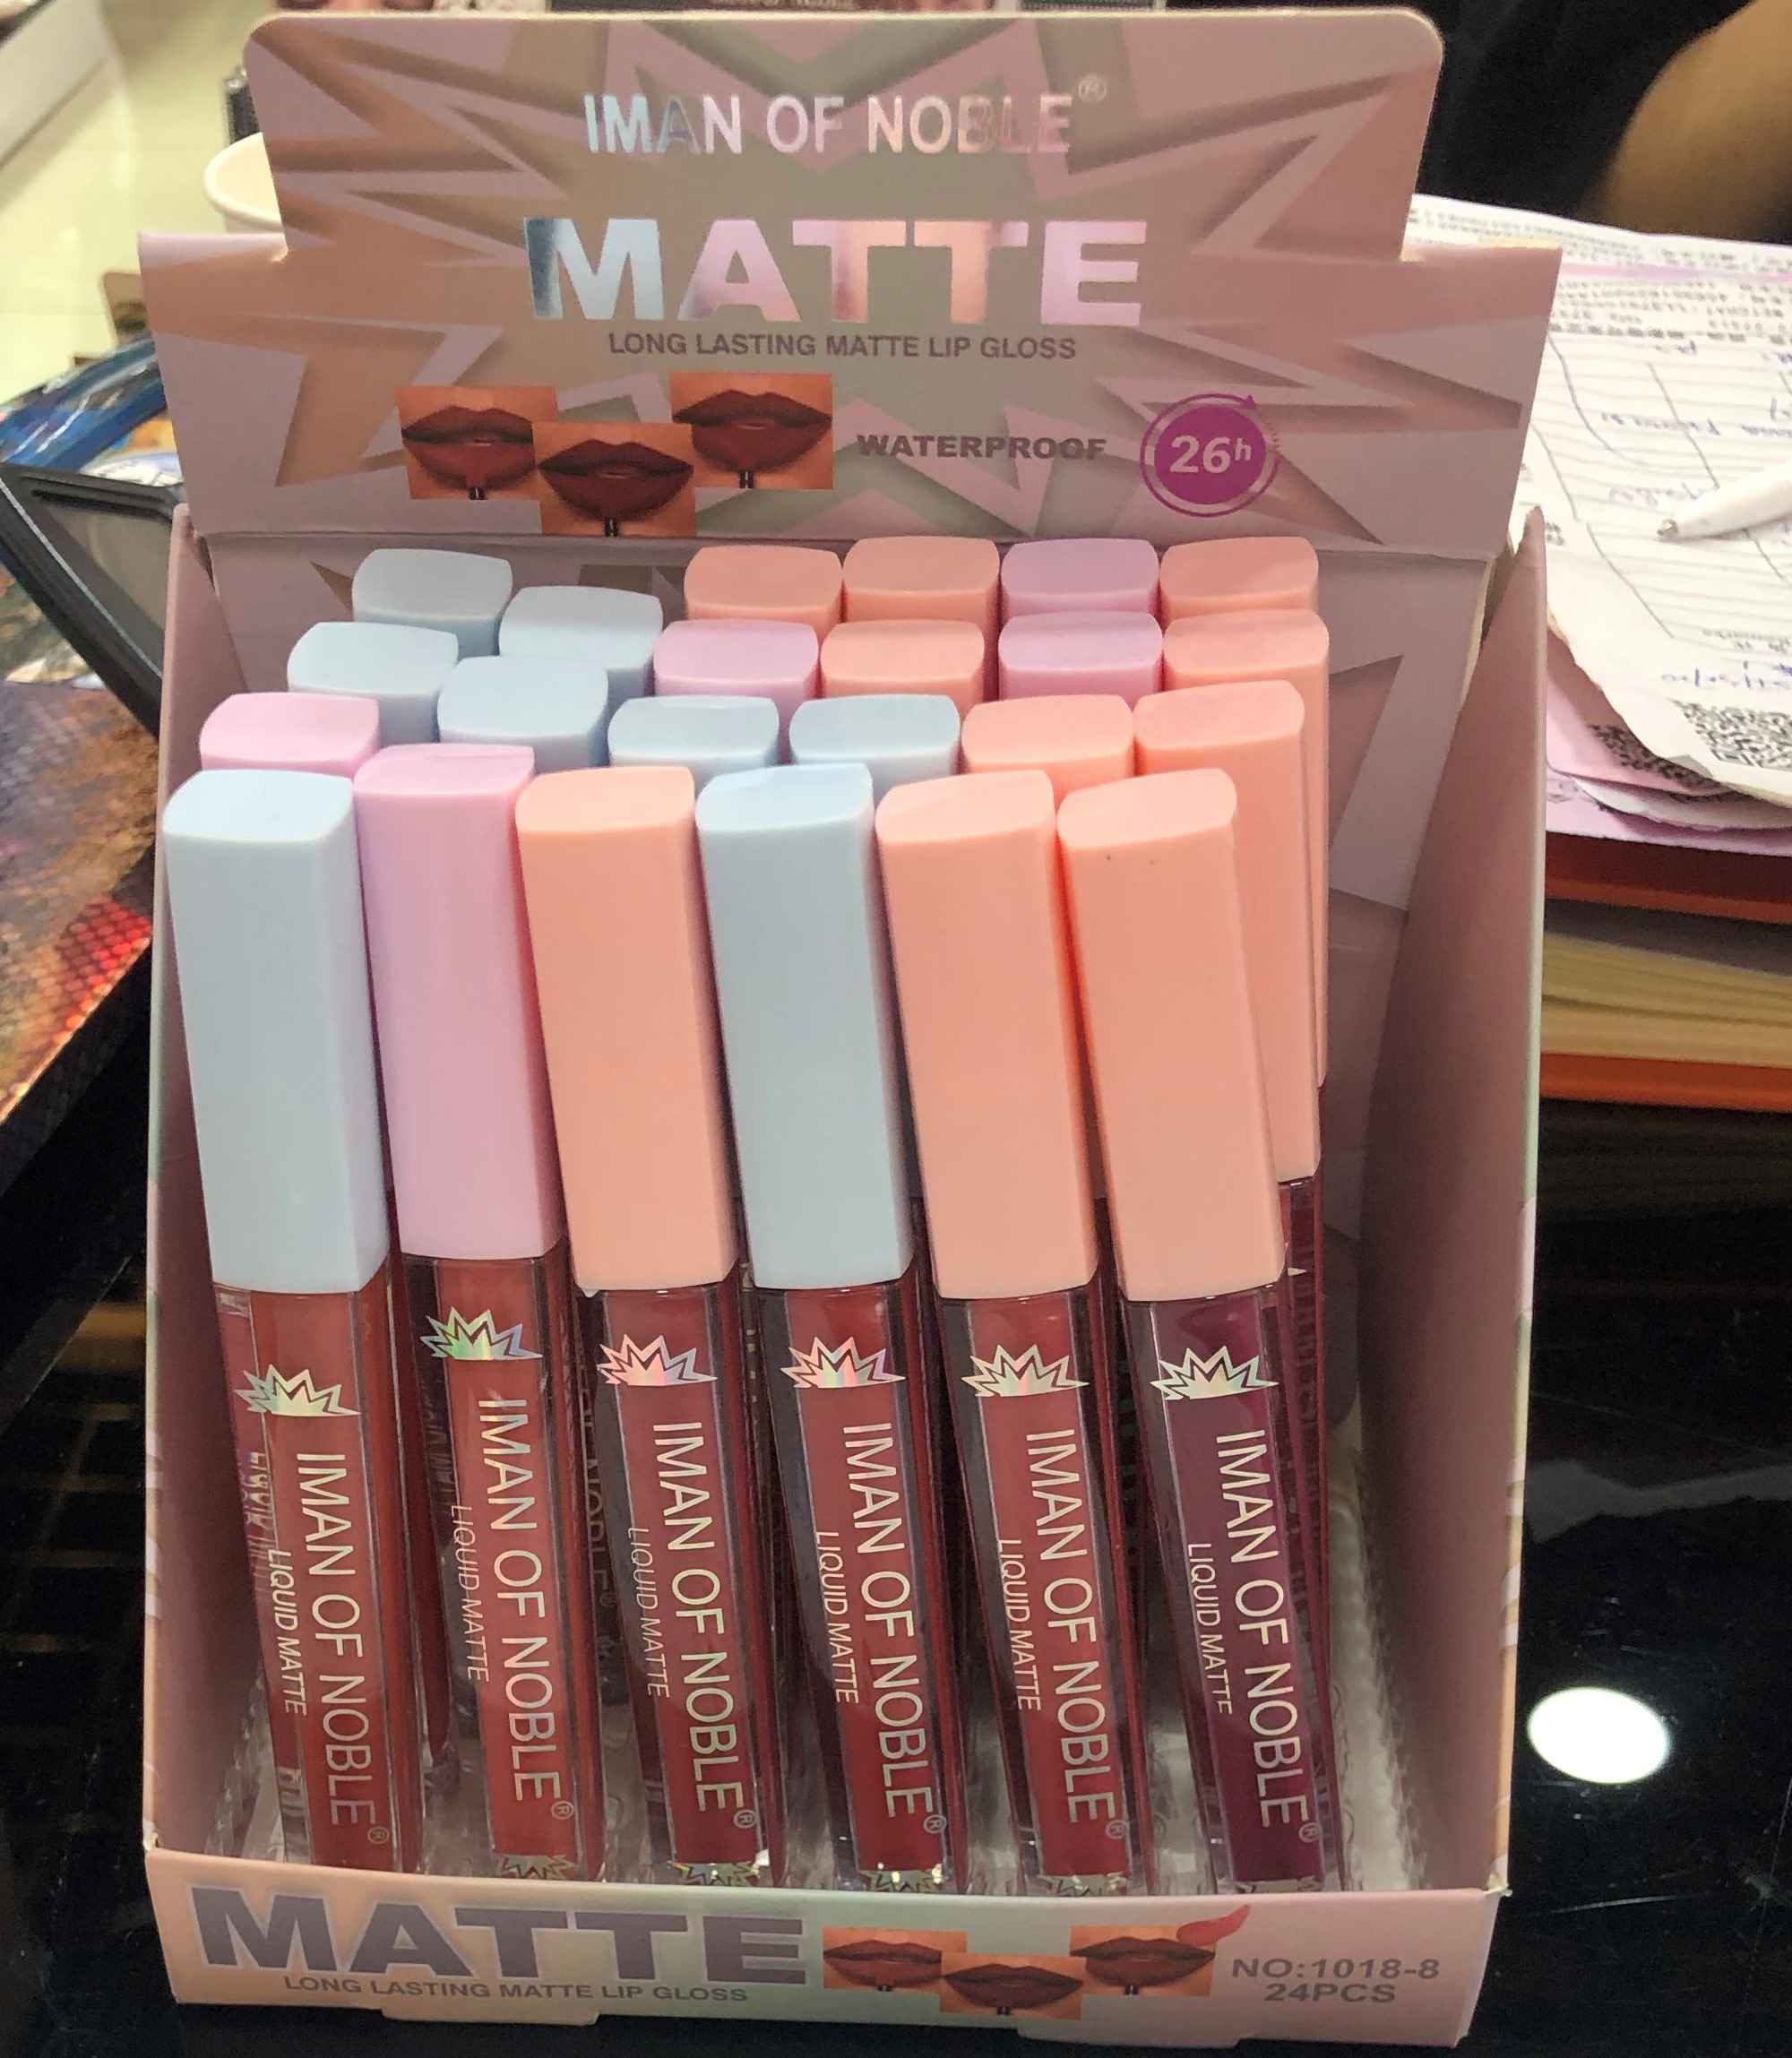 IMAN OF NOBLE®
MATTE
LONG LASTING MATTE LIP GLOSS
WATERPROOF
26h
IMAN OF NOBLE®
LIQUID MATTE
IMAN OF NOBLE®
LIQUID MATTE
IMAN OF NOBLE®
LIQUID MATTE
IMAN OF NOBLE®
LIQUID MATTE
IMAN OF NOBLE®
LIQUID MATTE
IMAN OF NOBLE®
LIQUID MATTE
MATTE
LONG LASTING MATTE LIP GLOSS
NO:1018-8
24PCS